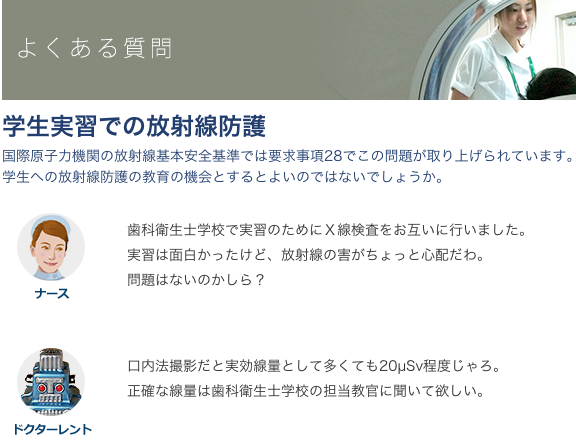 よくある質問
学生実習での放射線防護
国際原子力機関の放射線基本安全基準では要求事項28でこの問題が取り上げられています。
学生への放射線防護の教育の機会とするとよいのではないでしょうか。
歯科衛生士学校で実習のためにＸ線検査をお互いに行いました。
実習は面白かったけど、放射線の害がちょっと心配だわ。
問題はないのかしら？
ナース
口内法撮影だと実効線量として多くても20μSv程度じゃろ。
正確な線量は歯科衛生士学校の担当教官に聞いて欲しい。
ドクターレント